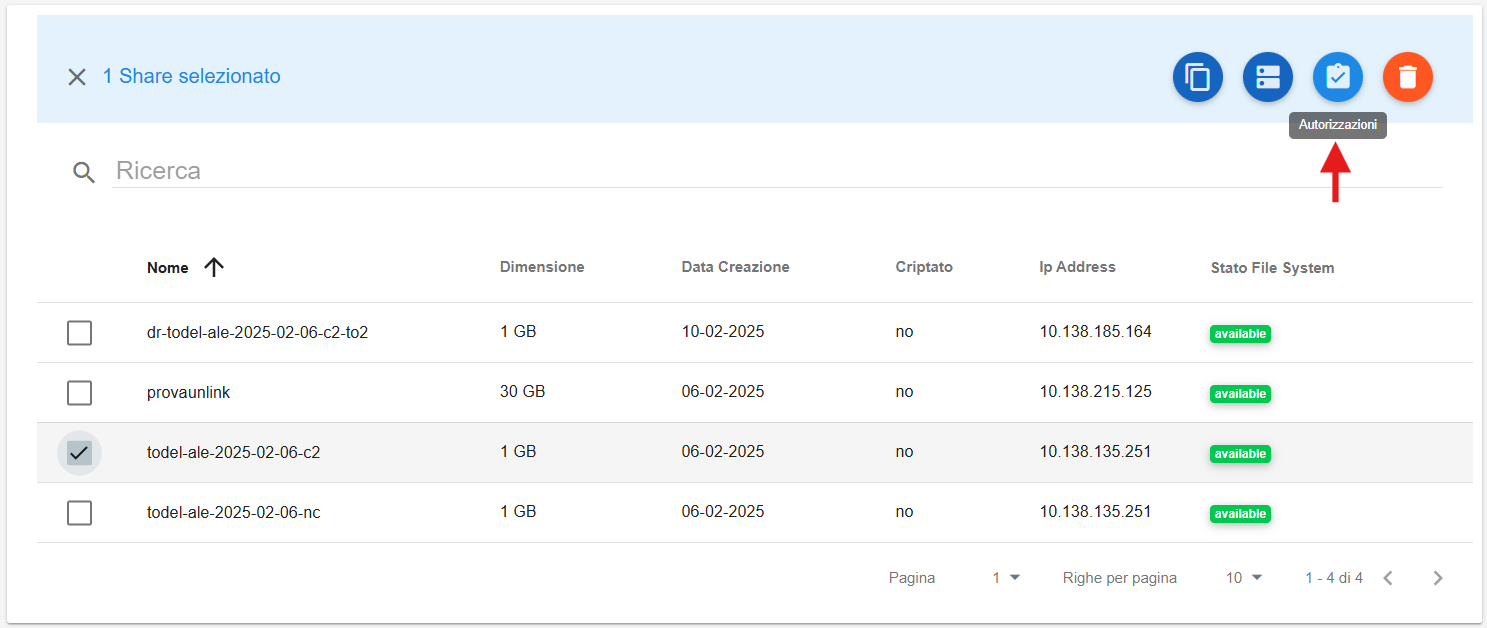 1 Share selezionato
Autorizzazioni
Ricerca
Nome Dimensione Data Creazione Criptato Ip Address Stato File System
dr-todel-ale-2025-02-06-c2-to2 1 GB 10-02-2025 no 10.138.185.164 available
provaunlink 30 GB 06-02-2025 no 10.138.215.125 available
todel-ale-2025-02-06-c2 1 GB 06-02-2025 no 10.138.135.251 available
todel-ale-2025-02-06-nc 1 GB 06-02-2025 no 10.138.135.251 available
Pagina 1 Righe per pagina 10 1 - 4 di 4